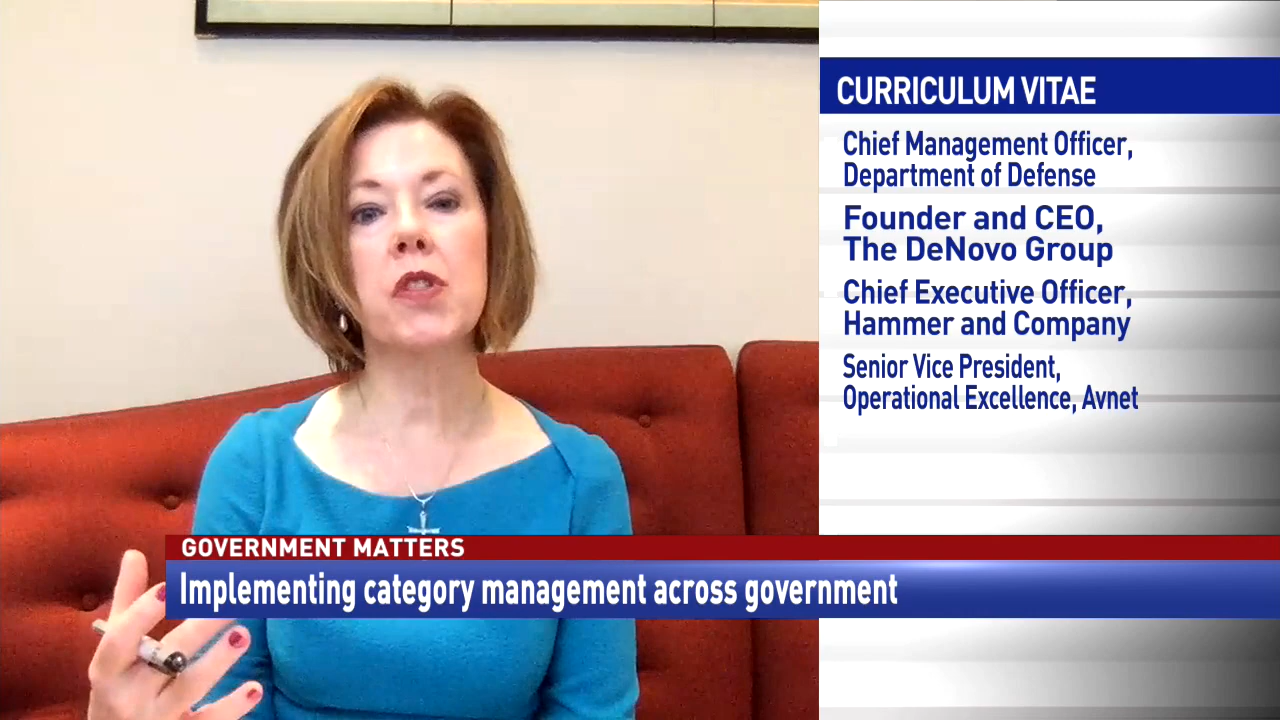 CURRICULUM VITAE
Chief Management Officer,
Department of Defense
Founder and CEO,
The DeNovo Group
Chief Executive Officer,
Hammer and Company
Senior Vice President,
Operational Excellence, Avnet
GOVERNMENT MATTERS
Implementing category management across government